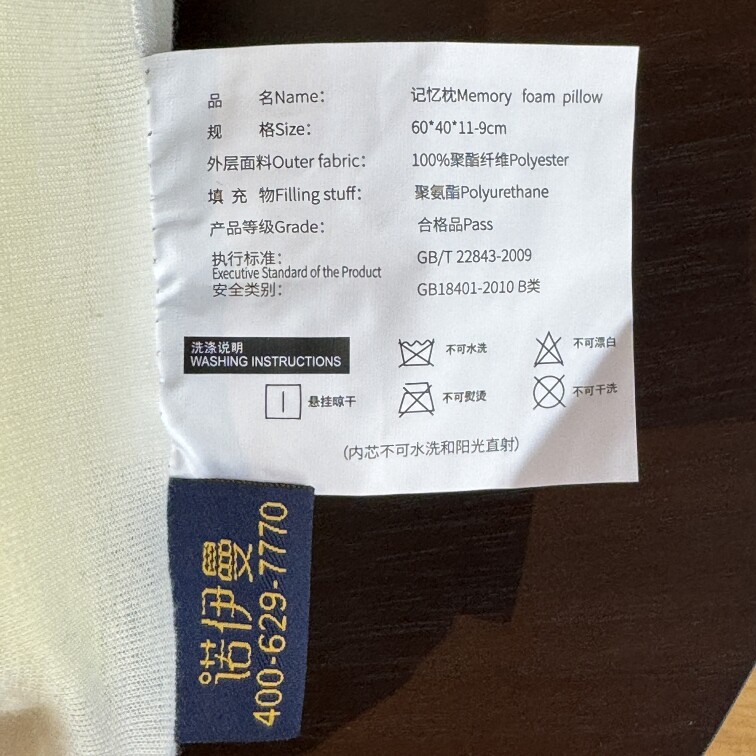 品 名Name： 记忆枕Memory foam pillow
规 格Size： 60*40*11-9cm
外层面料Outer fabric： 100%聚酯纤维Polyester
填 充 物Filling stuff： 聚氨酯Polyurethane
产品等级Grade： 合格品Pass
执行标准： GB/T 22843-2009
Executive Standard of the Product
安全类别： GB18401-2010 B类
洗涤说明
WASHING INSTRUCTIONS
不可水洗 不可漂白
悬挂晾干 不可熨烫 不可干洗
(内芯不可水洗和阳光直射)
诺伊曼
400-629-7770